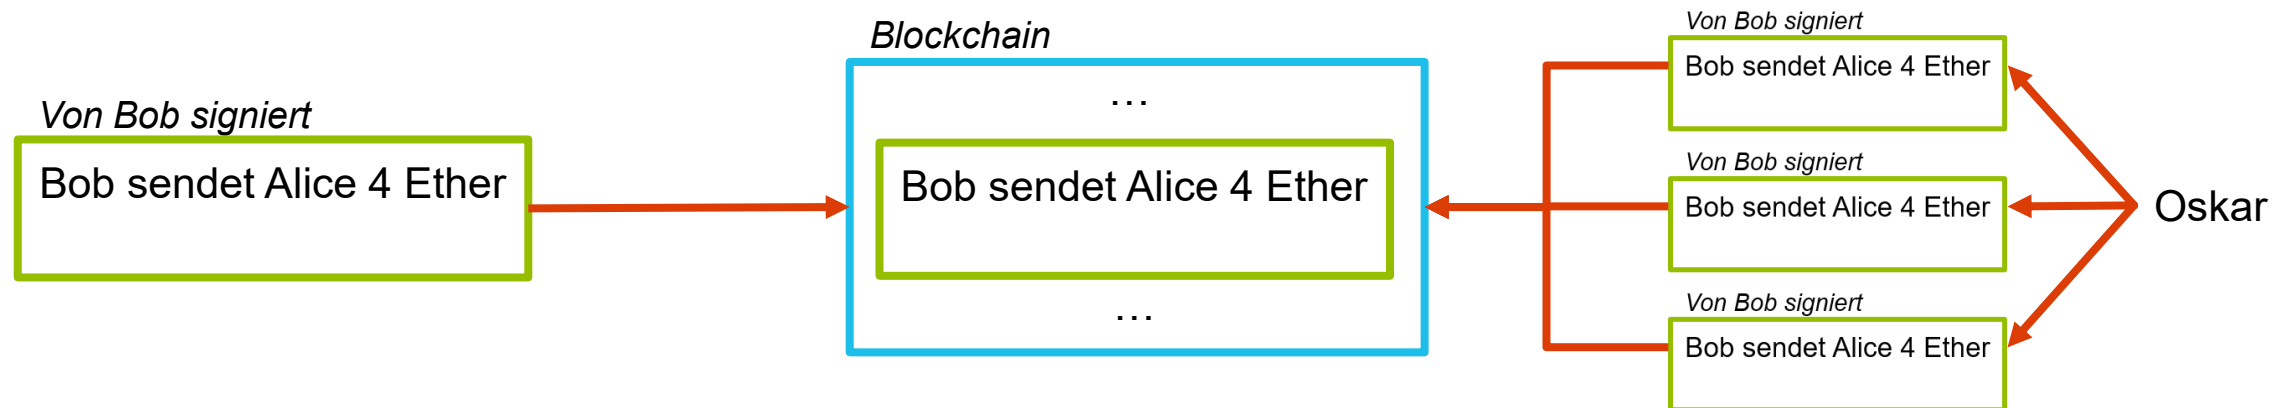 Von Bob signiert
Bob sendet Alice 4 Ether
Blockchain
...
Bob sendet Alice 4 Ether
...
Von Bob signiert
Bob sendet Alice 4 Ether
Von Bob signiert
Bob sendet Alice 4 Ether
Von Bob signiert
Bob sendet Alice 4 Ether
Oskar